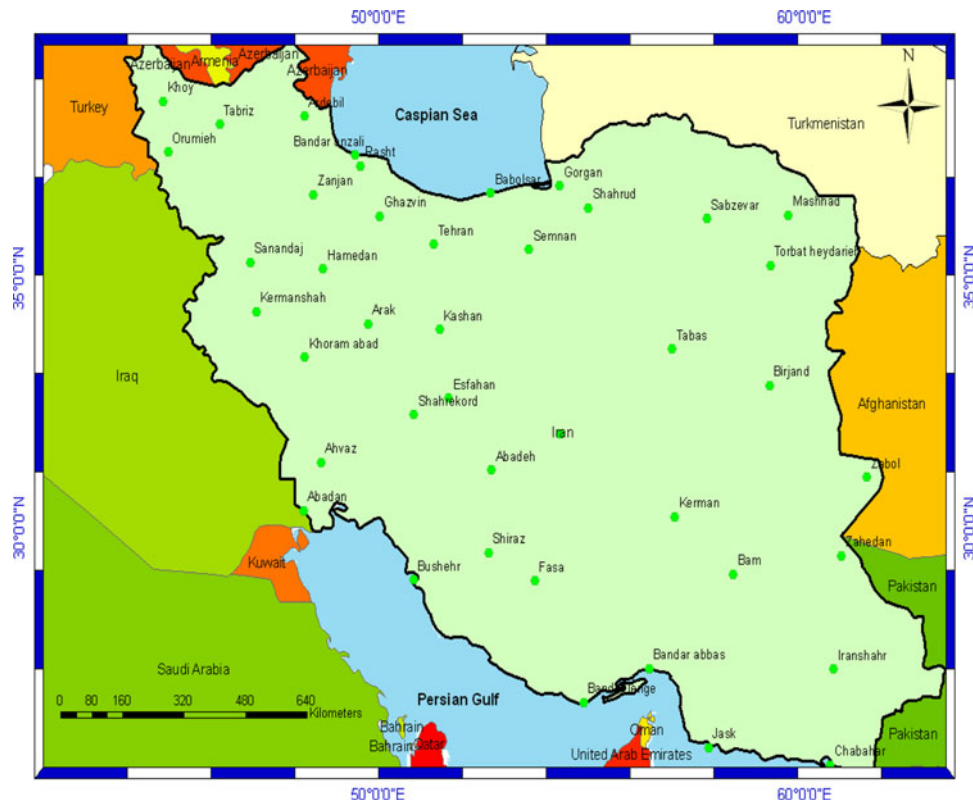 50°0'0"E
60°0'0"E
Azerbaijan
Armenia
Azerbaijan
Azerbaijan
N
Turkey
Khoy
Tabriz
Ardebil
Caspian Sea
Turkmenistan
Orumieh
Bandar anzali
Rasht
Zanjan
Babolsar
Gorgan
Ghazvin
Shahrud
Sabzevar
Mashhad
Tehran
Semnan
Sanandaj
Hamedan
Torbat heydarieh
35°0'0"N
35°0'0"N
Kermanshah
Arak
Kashan
Khoram abad
Tabas
Iraq
Birjand
Esfahan
Shahrekord
Afghanistan
Iran
Ahvaz
Abadeh
Zabol
Abadan
Kerman
30°0'0"N
30°0'0"N
Shiraz
Zahedan
Kuwait
Bushehr
Fasa
Bam
Pakistan
Saudi Arabia
Bandar abbas
Iranshahr
0 80 160 320 480 640
Kilometers
Persian Gulf
Bahrain
Bahrain
Qatar
Oman
United Arab Emirates
Jask
Chabahar
Pakistan
50°0'0"E
60°0'0"E